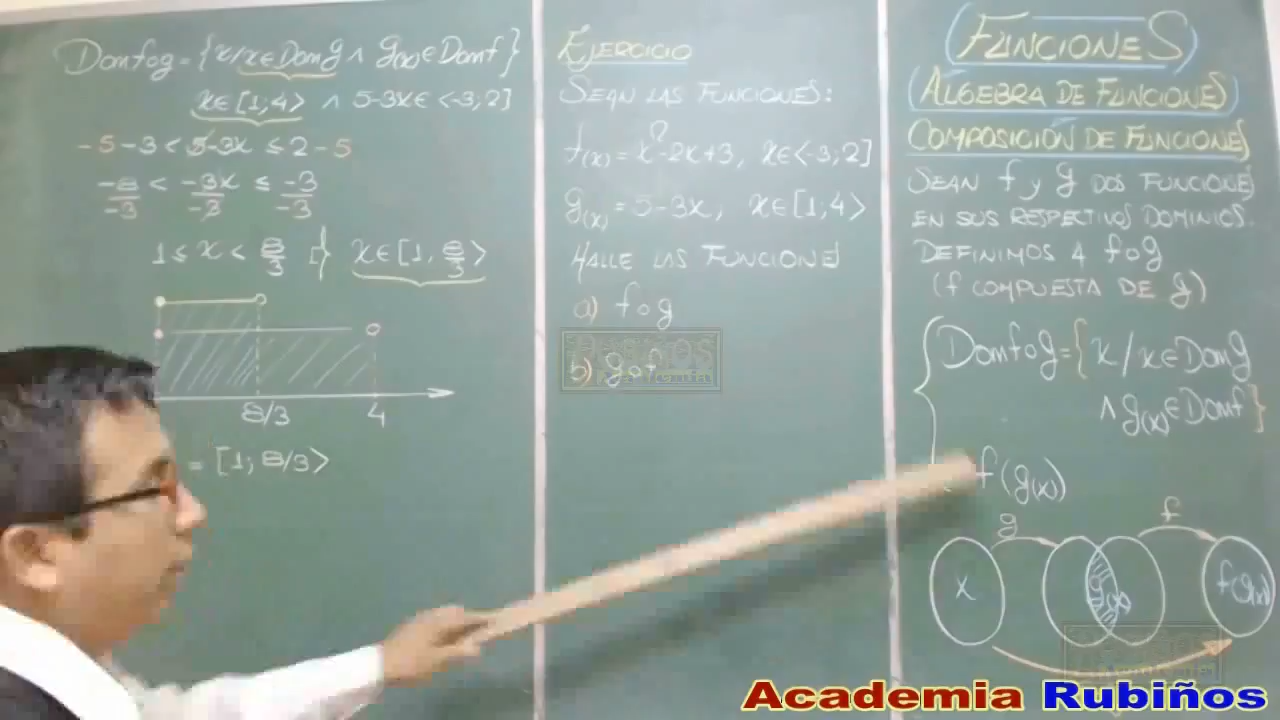 Domfog = {x/x∈Domg ∧ g(x)∈Domf}
x∈[1;4> ∧ 5-3x∈<-3;2]
-5-3<5-3x≤2-5
-8/-3 < -3x/-3 ≤ -3/-3
1≤x<8/3 x∈[1,8/3>
8/3 4
= [1;8/3>
EJERCICIO
SEAN LAS FUNCIONES:
f(x)=x²-2x+3, x∈<-3;2]
g(x)=5-3x, x∈[1;4>
HALLE LAS FUNCIONES
a) fog
b) gof
FUNCIONES
ÁLGEBRA DE FUNCIONES
COMPOSICIÓN DE FUNCIONES
SEAN f y g DOS FUNCIONES
EN SUS RESPECTIVOS DOMINIOS.
DEFINIMOS A fog
(f COMPUESTA DE g)
Domfog={x/x∈Domg
∧ g(x)∈Domf}
f(g(x))
g f
x g(x) f(g(x))
Academia Rubiños